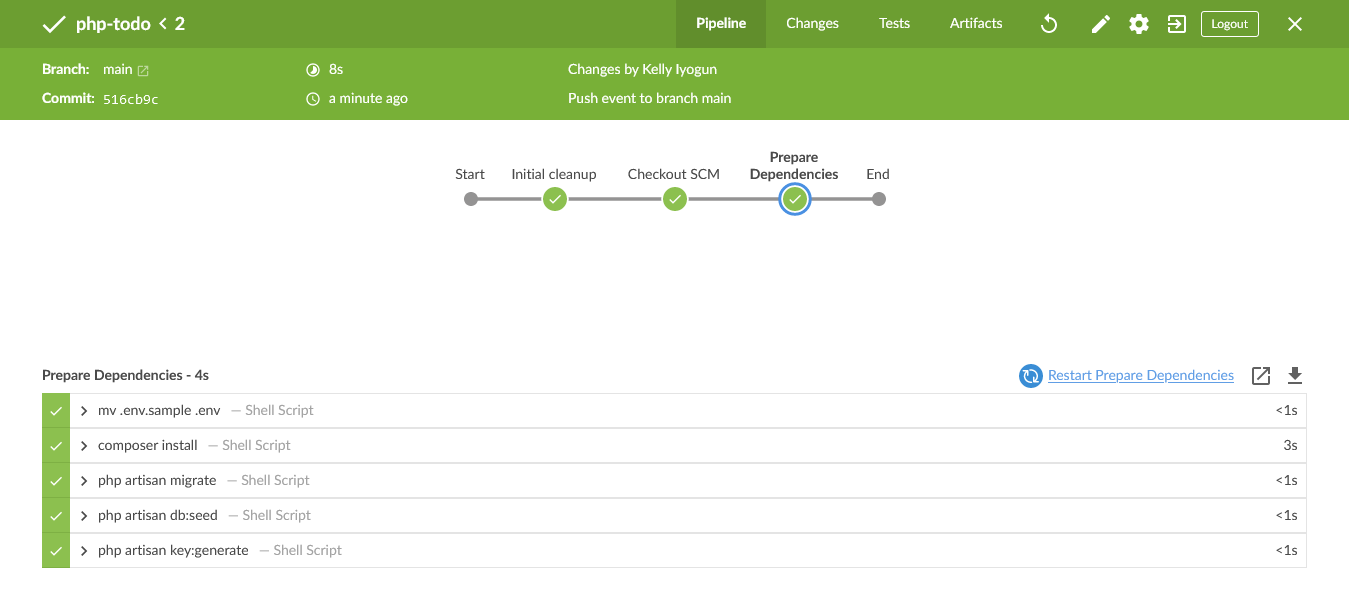 php-todo < 2
Pipeline Changes Tests Artifacts Logout
Branch: main 8s Changes by Kelly Iyogun
Commit: 516cb9c a minute ago Push event to branch main
Start Initial cleanup Checkout SCM Prepare Dependencies End
Prepare Dependencies - 4s Restart Prepare Dependencies
mv .env.sample .env — Shell Script <1s
composer install — Shell Script 3s
php artisan migrate — Shell Script <1s
php artisan db:seed — Shell Script <1s
php artisan key:generate — Shell Script <1s